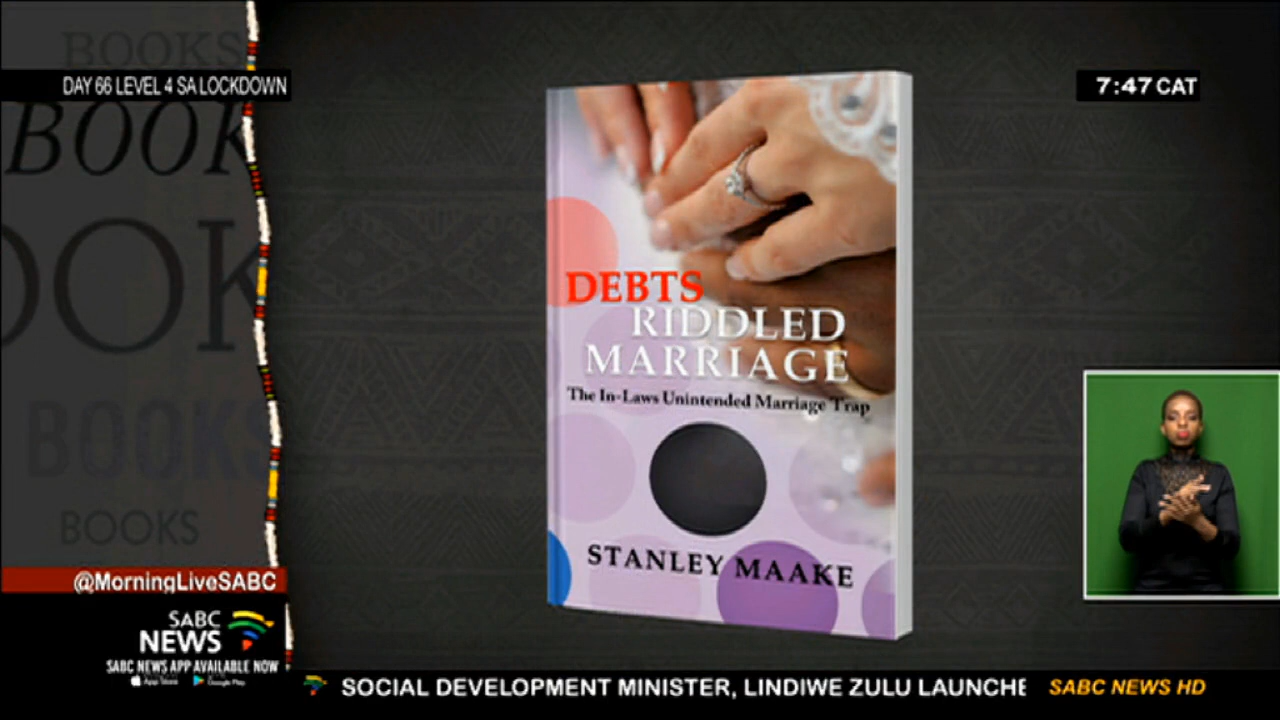 BOOKS
DAY 66 LEVEL 4 SA LOCKDOWN
7:47 CAT
BOOK
OOK
BOOKS
BOOKS
DEBTS
RIDDLED
MARRIAGE
The In-Laws Unintended Marriage Trap
STANLEY MAAKE
@MorningLiveSABC
SABC
NEWS
SABC NEWS APP AVAILABLE NOW
App Store Google Play
SOCIAL DEVELOPMENT MINISTER, LINDIWE ZULU LAUNCHE
SABC NEWS HD